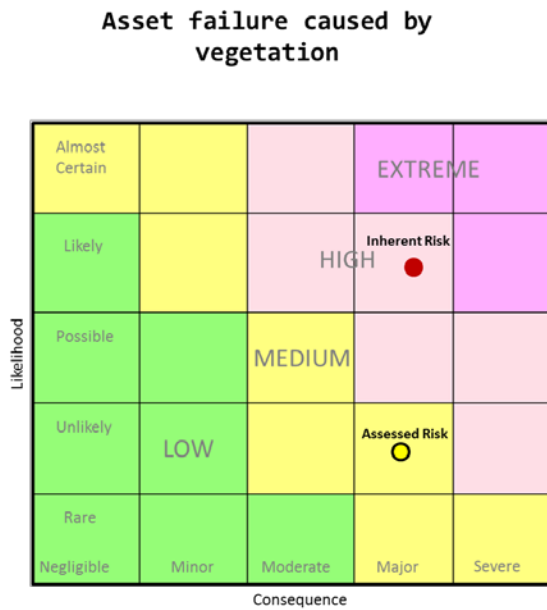 Asset failure caused by
vegetation
Almost
Certain
EXTREME
Likely
Inherent Risk
HIGH
Possible
MEDIUM
Likelihood
Unlikely
Assessed Risk
LOW
Rare
Negligible
Minor
Moderate
Major
Severe
Consequence